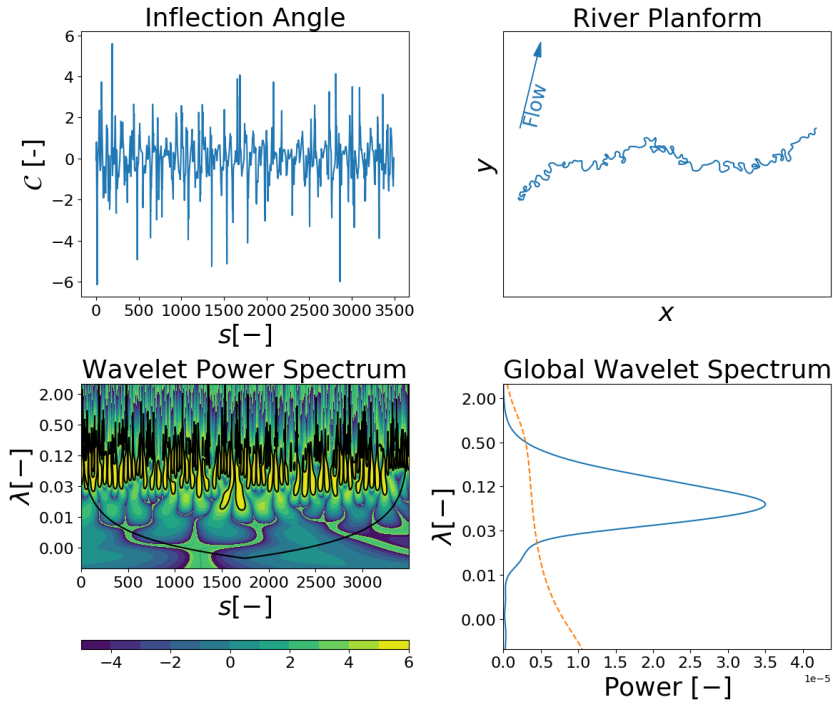 Inflection Angle
6
4
2
0
−2
−4
−6
C [-]
0 500 1000 1500 2000 2500 3000 3500
s[−]
River Planform
Flow
y
x
Wavelet Power Spectrum
2.00
0.50
0.12
0.03
0.01
0.00
λ[−]
0 500 1000 1500 2000 2500 3000
s[−]
−4 −2 0 2 4 6
Global Wavelet Spectrum
2.00
0.50
0.12
0.03
0.01
0.00
λ[−]
0.0 0.5 1.0 1.5 2.0 2.5 3.0 3.5 4.0
1e−5
Power [−]